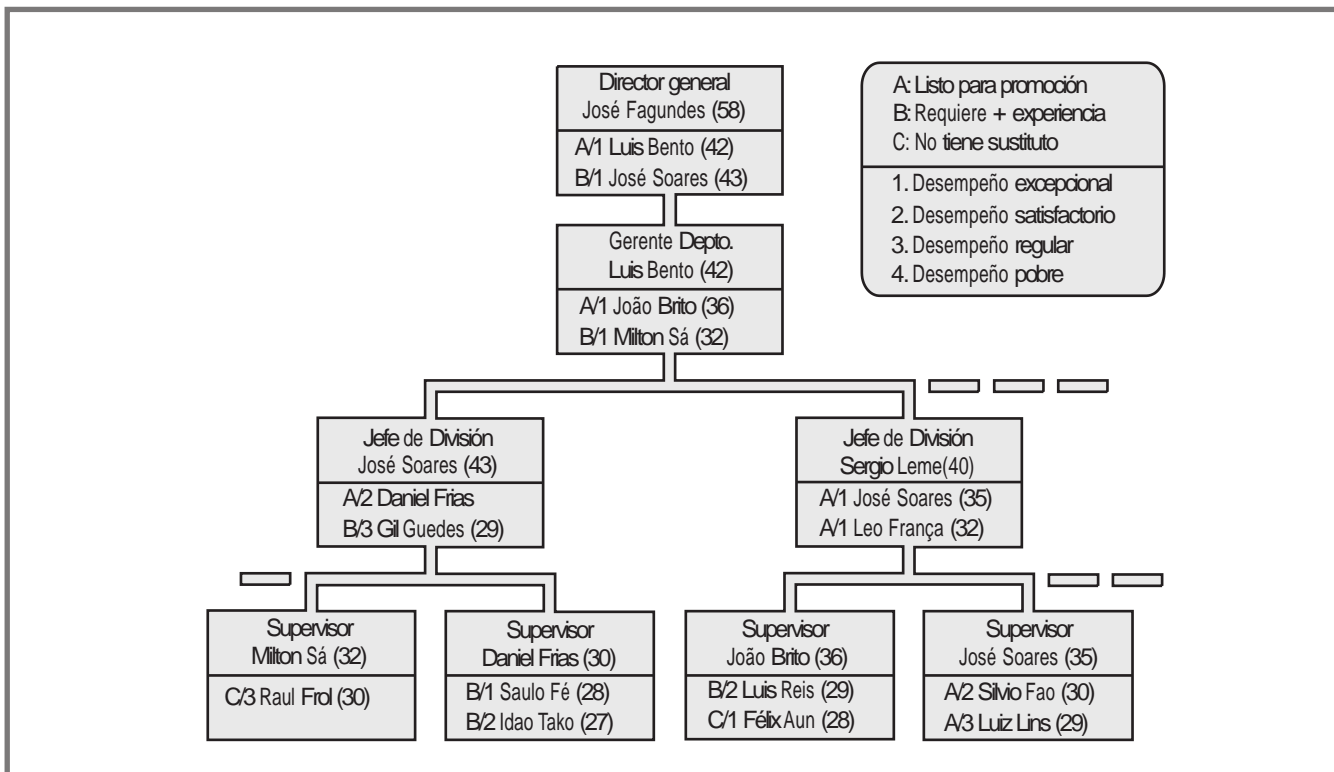 Director general
José Fagundes (58)
A/1 Luis Bento (42)
B/1 José Soares (43)
A: Listo para promoción
B: Requiere + experiencia
C: No tiene sustituto
1. Desempeño excepcional
2. Desempeño satisfactorio
3. Desempeño regular
4. Desempeño pobre
Gerente Depto.
Luis Bento (42)
A/1 João Brito (36)
B/1 Milton Sá (32)
Jefe de División
José Soares (43)
A/2 Daniel Frias
B/3 Gil Guedes (29)
Jefe de División
Sergio Leme(40)
A/1 José Soares (35)
A/1 Leo França (32)
Supervisor
Milton Sá (32)
C/3 Raul Frol (30)
Supervisor
Daniel Frias (30)
B/1 Saulo Fé (28)
B/2 Idao Tako (27)
Supervisor
João Brito (36)
B/2 Luis Reis (29)
C/1 Félix Aun (28)
Supervisor
José Soares (35)
A/2 Silvio Fao (30)
A/3 Luiz Lins (29)